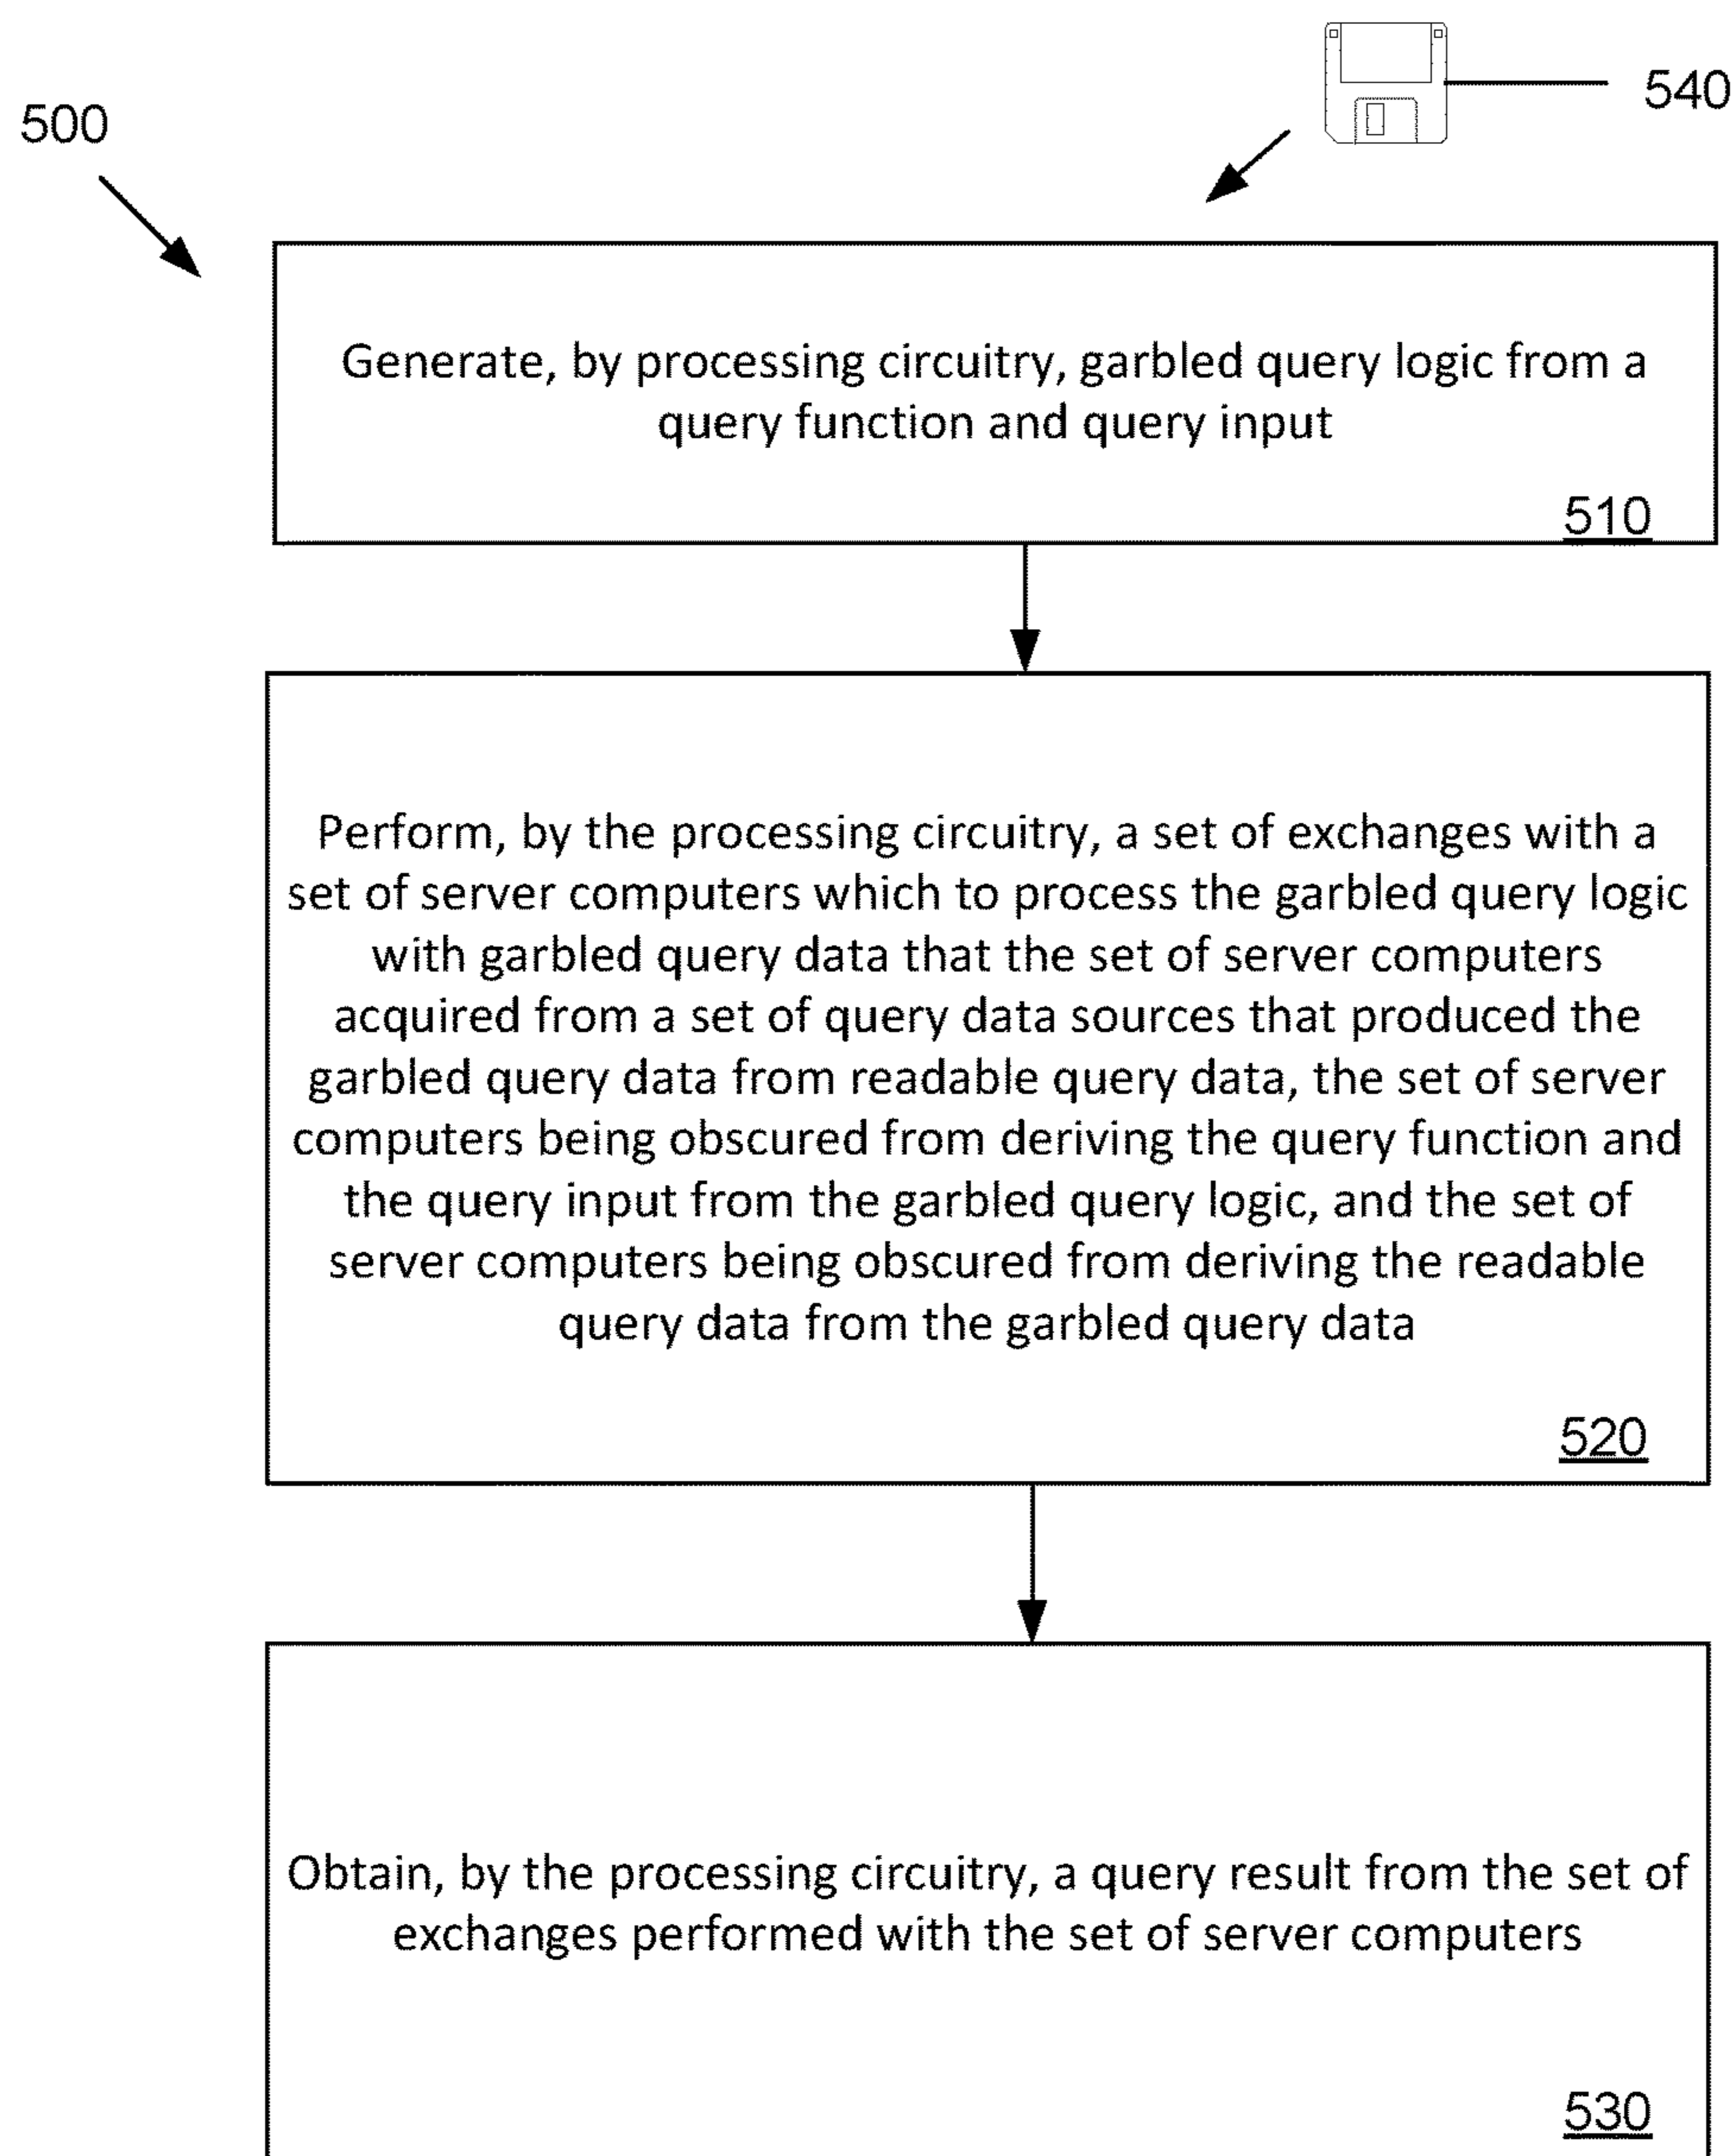 540
500
Generate, by processing circuitry, garbled query logic from a
query function and query input
510
Perform, by the processing circuitry, a set of exchanges with a
set of server computers which to process the garbled query logic
with garbled query data that the set of server computers
acquired from a set of query data sources that produced the
garbled query data from readable query data, the set of server
computers being obscured from deriving the query function and
the query input from the garbled query logic, and the set of
server computers being obscured from deriving the readable
query data from the garbled query data
520
Obtain, by the processing circuitry, a query result from the set of
exchanges performed with the set of server computers
530